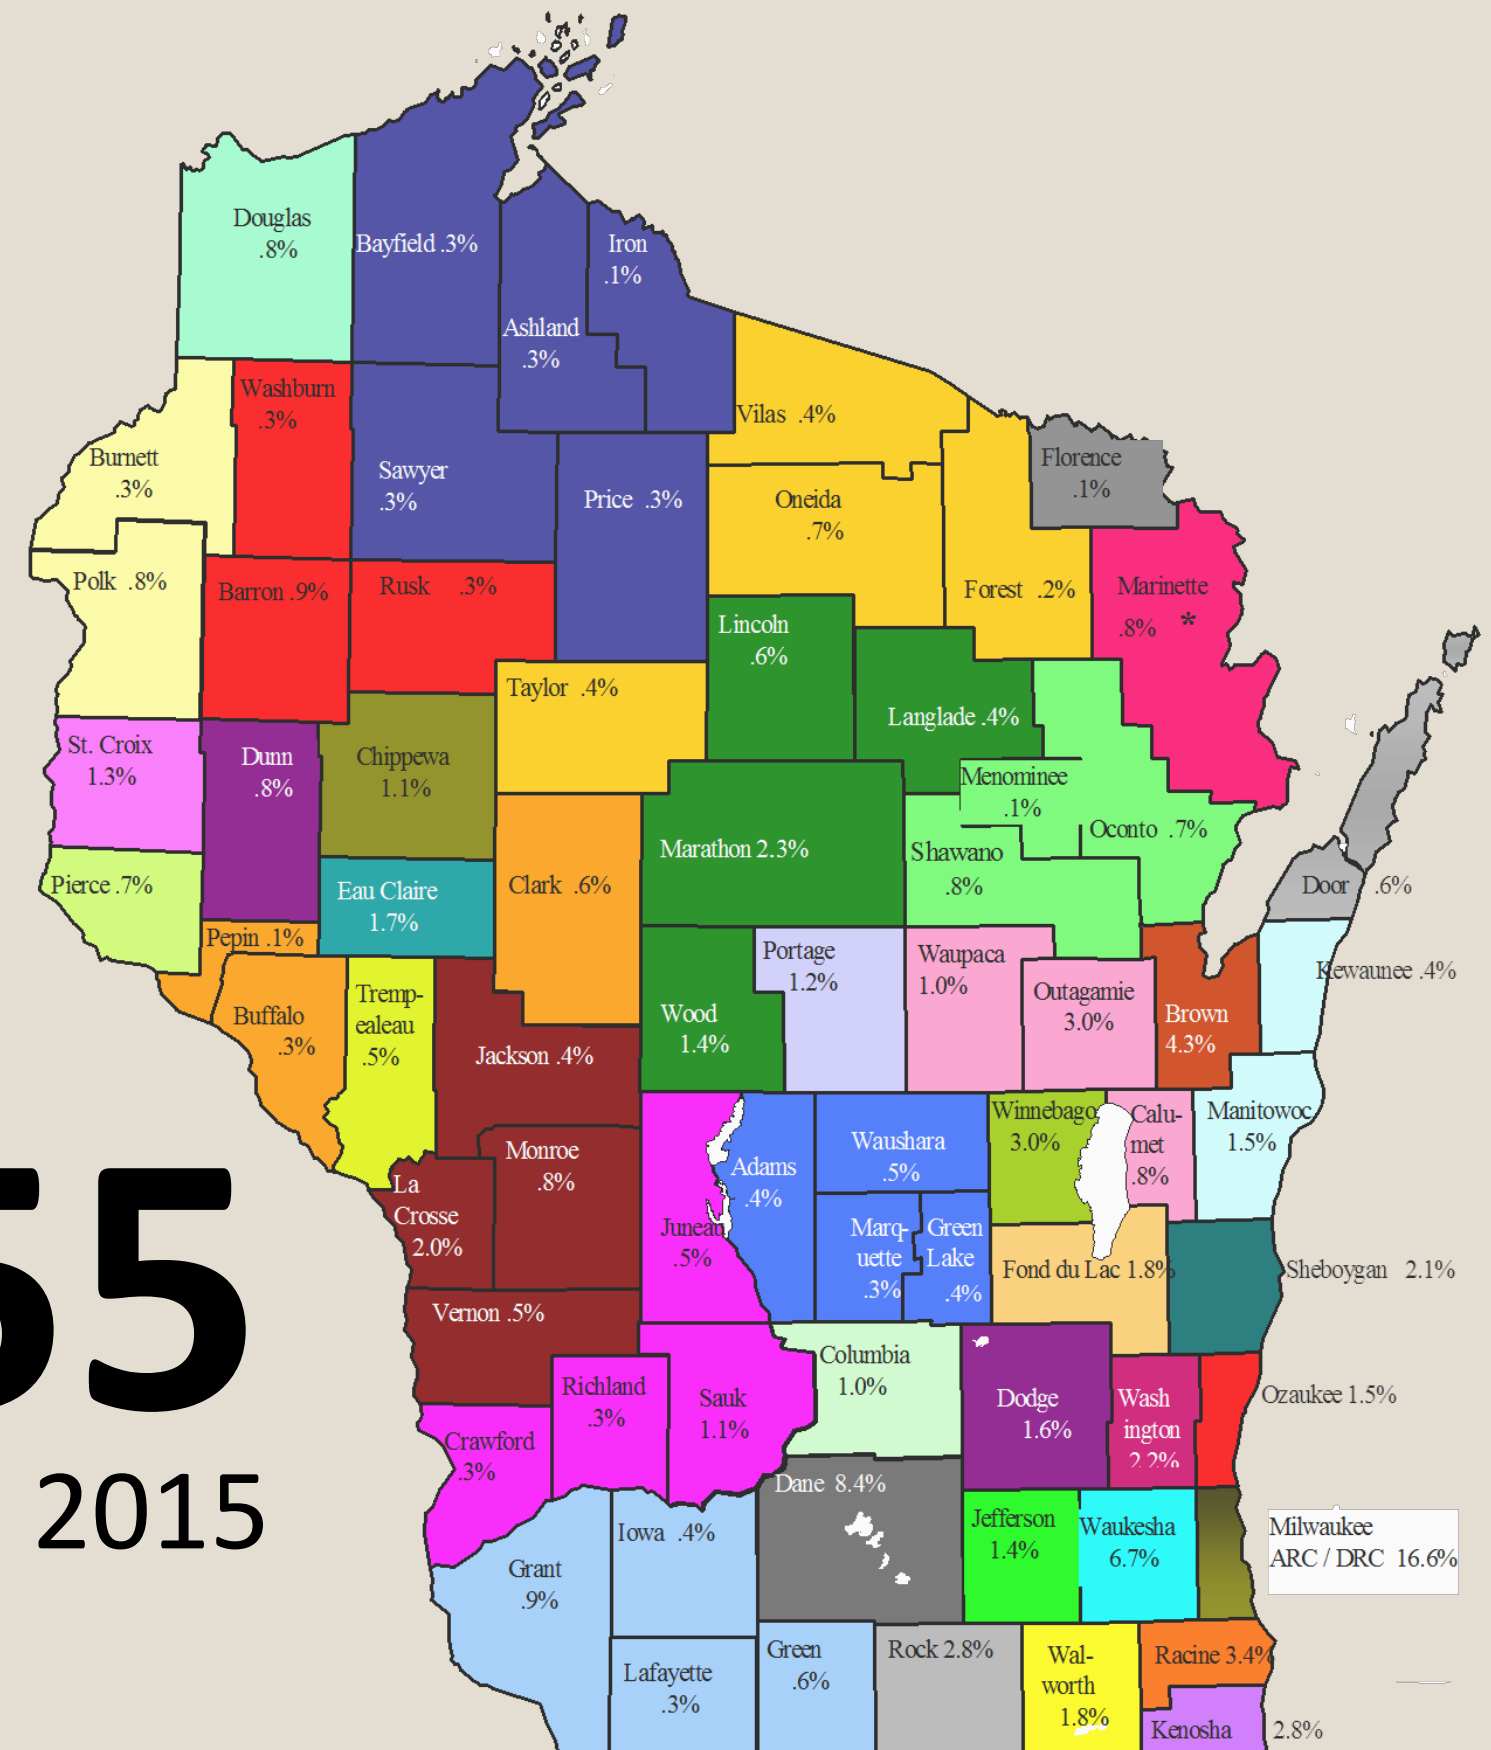 Douglas
.8%
Bayfield .3%
Iron
.1%
Ashland
.3%
Washburn
.3%
Vilas .4%
Burnett
.3%
Sawyer
.3%
Price .3%
Oneida
.7%
Florence
.1%
Polk .8%
Barron .9%
Rusk .3%
Forest .2%
Marinette
.8% *
Lincoln
.6%
Taylor .4%
Langlade .4%
St. Croix
1.3%
Dunn
.8%
Chippewa
1.1%
Menominee
.1%
Oconto .7%
Marathon 2.3%
Shawano
.8%
Pierce .7%
Eau Claire
1.7%
Clark .6%
Door .6%
Pepin .1%
Portage
1.2%
Waupaca
1.0%
Kewaunee .4%
Buffalo
.3%
Tremp-
ealeau
.5%
Jackson .4%
Wood
1.4%
Outagamie
3.0%
Brown
4.3%
Winnebago
3.0%
Calu-
met
.8%
Manitowoc
1.5%
Monroe
.8%
Waushara
.5%
Adams
.4%
La
Crosse
2.0%
Juneau
.5%
Marq-
uette
.3%
Green
Lake
.4%
Fond du Lac 1.8%
Sheboygan 2.1%
55
Vernon .5%
Columbia
1.0%
Richland
.3%
Sauk
1.1%
Dodge
1.6%
Wash
ington
2.2%
Ozaukee 1.5%
Crawford
.3%
2015
Dane 8.4%
Iowa .4%
Jefferson
1.4%
Waukesha
6.7%
Milwaukee
ARC / DRC 16.6%
Grant
.9%
Lafayette
.3%
Green
.6%
Rock 2.8%
Wal-
worth
1.8%
Racine 3.4%
Kenosha 2.8%